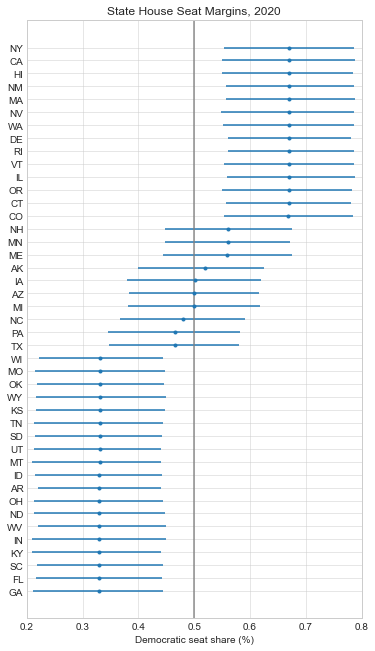 State House Seat Margins, 2020
NY
CA
HI
NM
MA
NV
WA
DE
RI
VT
IL
OR
CT
CO
NH
MN
ME
AK
IA
AZ
MI
NC
PA
TX
WI
MO
OK
WY
KS
TN
SD
UT
MT
ID
AR
OH
ND
WV
IN
KY
SC
FL
GA
0.2 0.3 0.4 0.5 0.6 0.7 0.8
Democratic seat share (%)